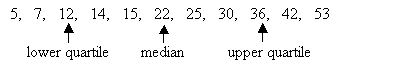 5, 7, 12, 14, 15, 22, 25, 30, 36, 42, 53
lower quartile median upper quartile